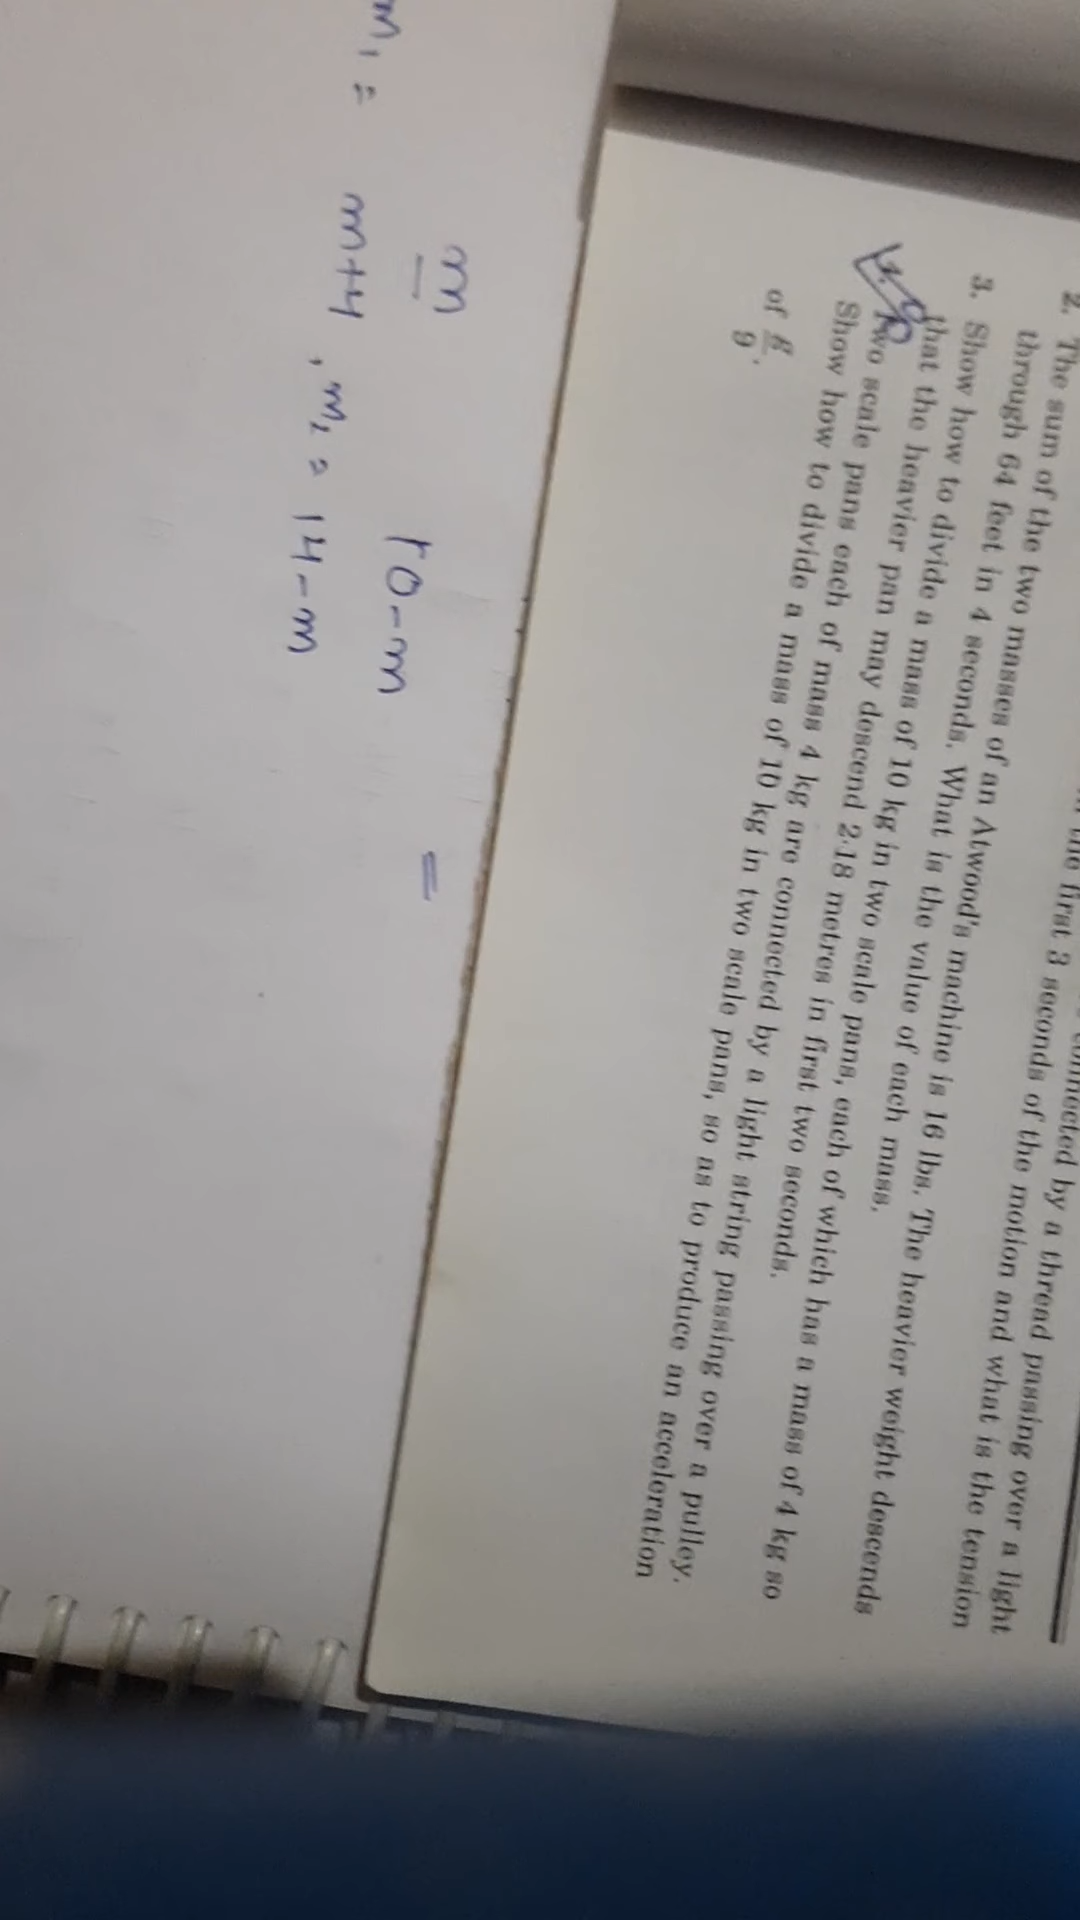 the first 3 seconds of the motion and what is the tension
connected by a thread passing over a light
2. The sum of the two masses of an Atwood's machine is 16 lbs. The heavier weight descends
through 64 feet in 4 seconds. What is the value of each mass.
3. Show how to divide a mass of 10 kg in two scale pans, each of which has a mass of 4 kg so
that the heavier pan may descend 2·18 metres in first two seconds.
4. Two scale pans each of mass 4 kg are connected by a light string passing over a pulley.
Show how to divide a mass of 10 kg in two scale pans, so as to produce an acceleration
of g/9.
m 10-m =
m₁ = m+4, m₂ = 14-m